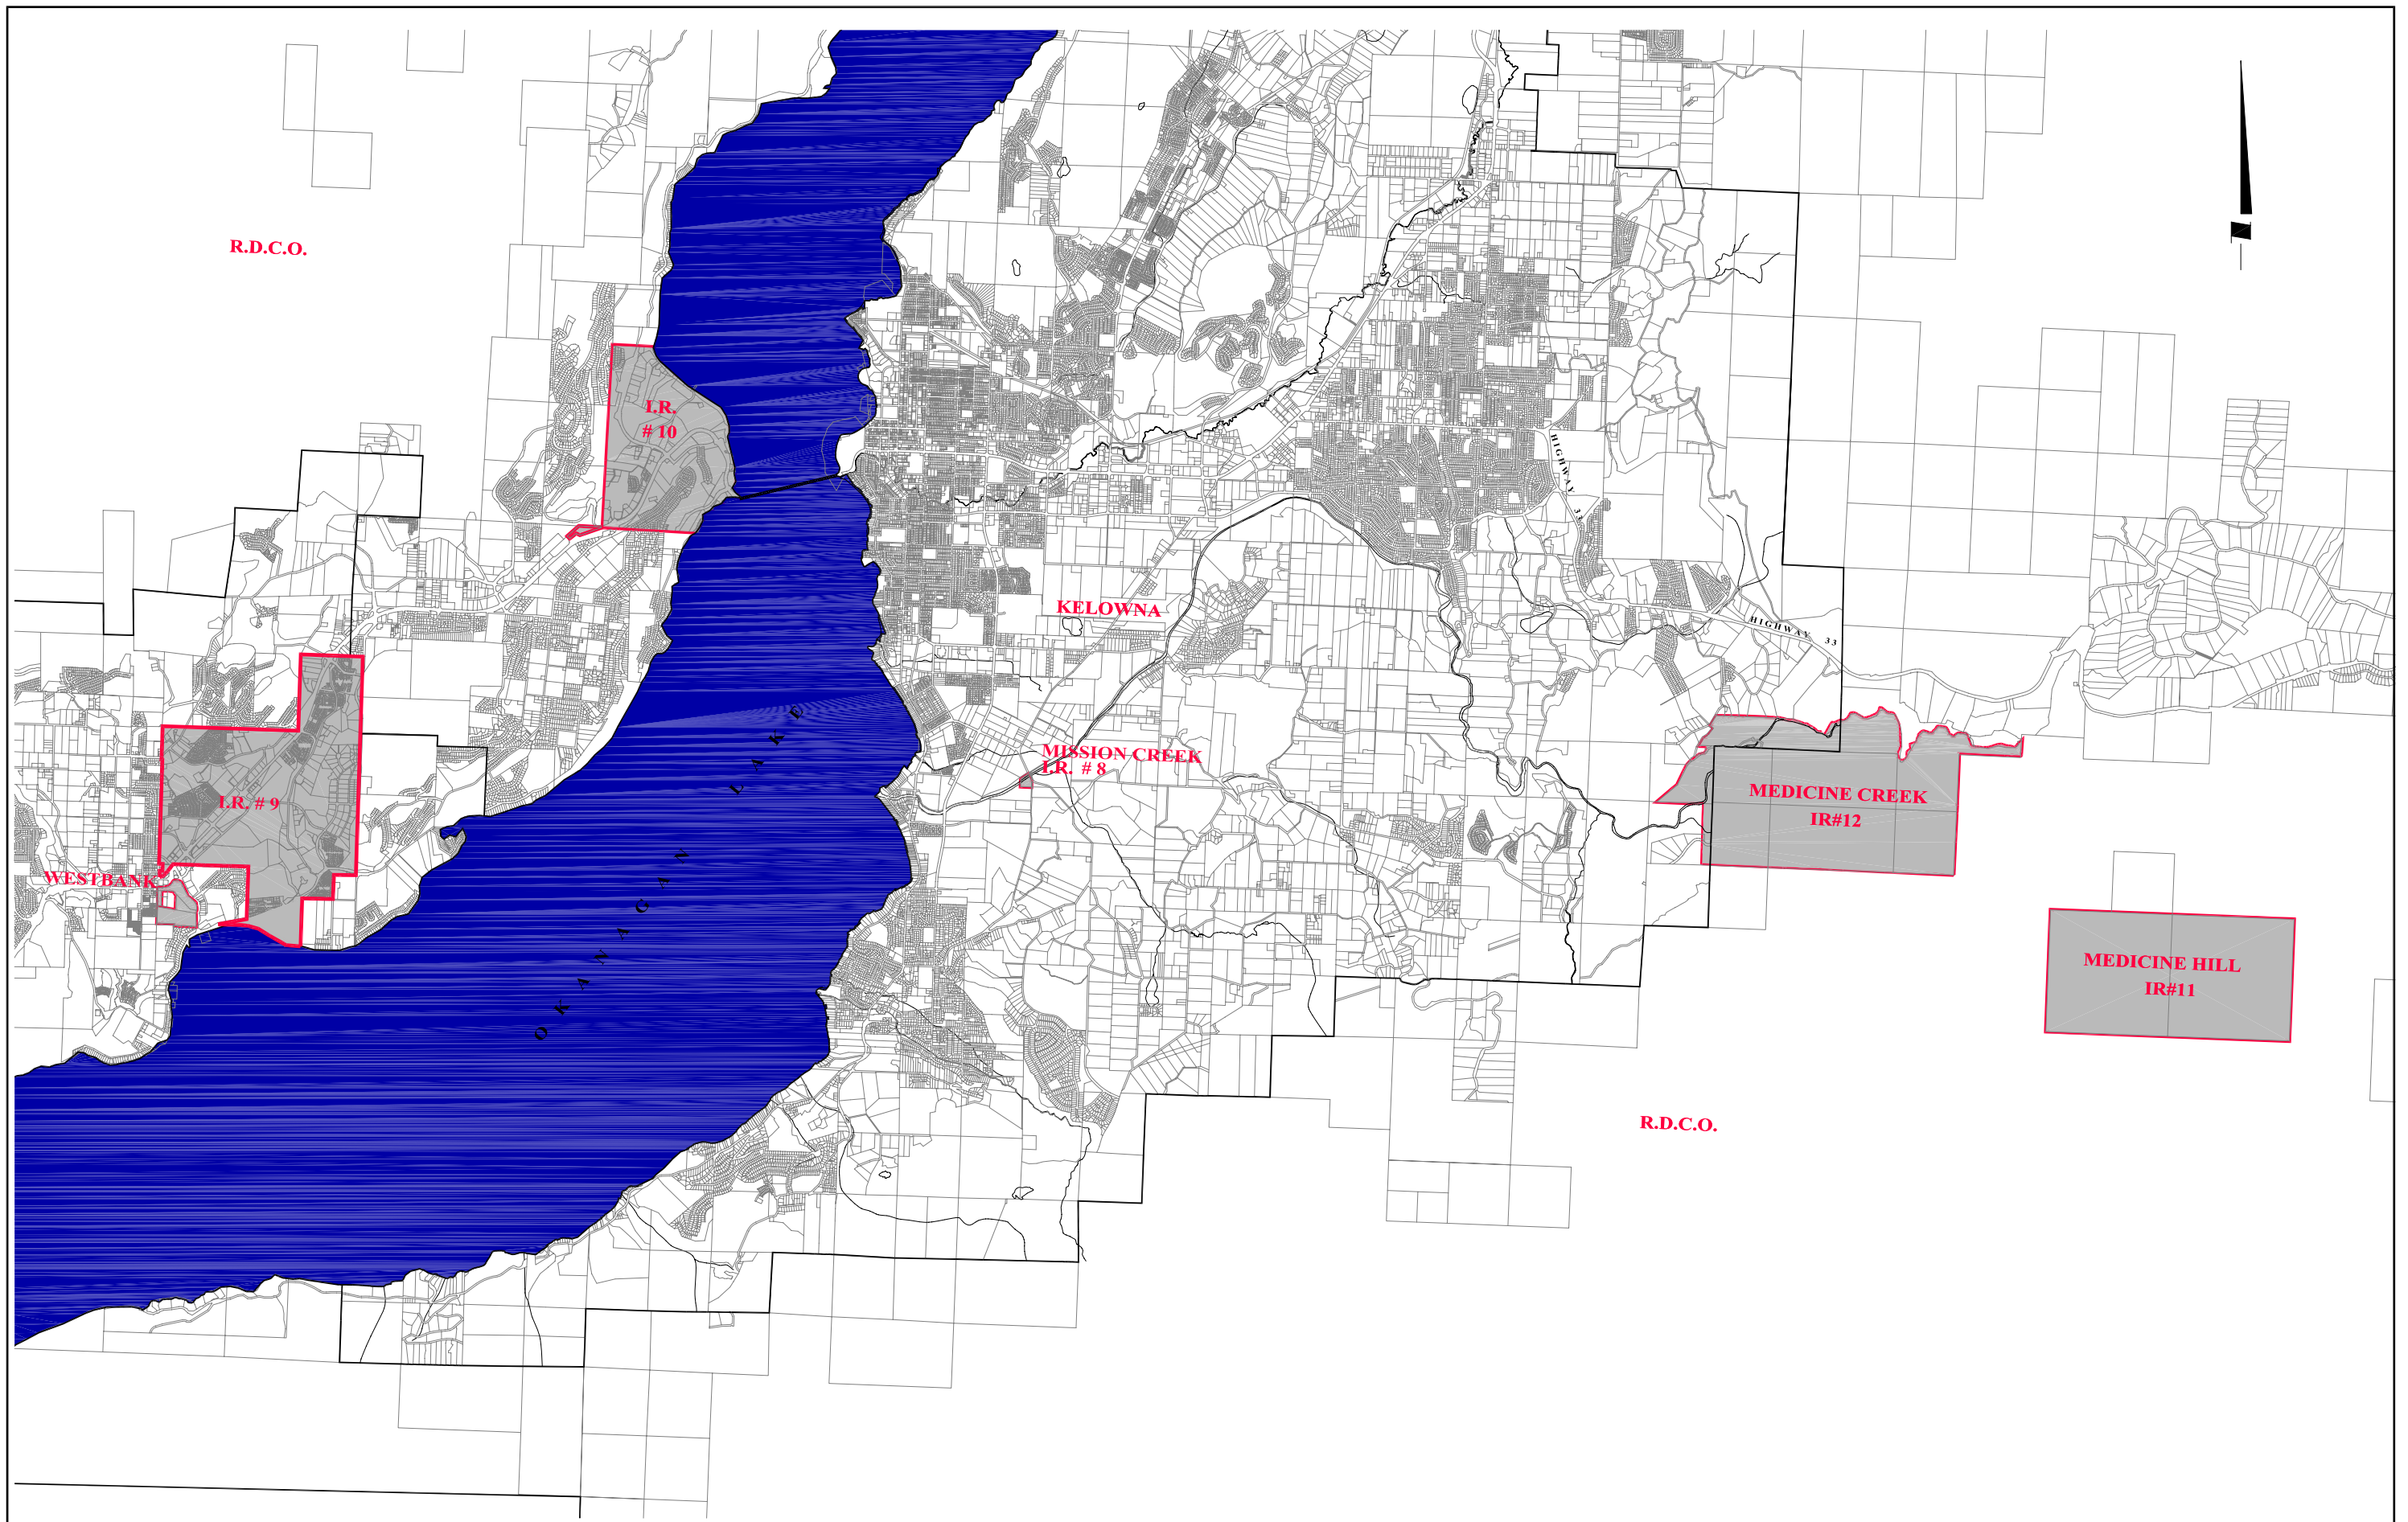 R.D.C.O.
I.R.
# 10
HIGHWAY 33
KELOWNA
HIGHWAY 33
MISSION CREEK
I.R. # 8
OKANAGAN LAKE
I.R. # 9
MEDICINE CREEK
IR#12
WESTBANK
MEDICINE HILL
IR#11
R.D.C.O.